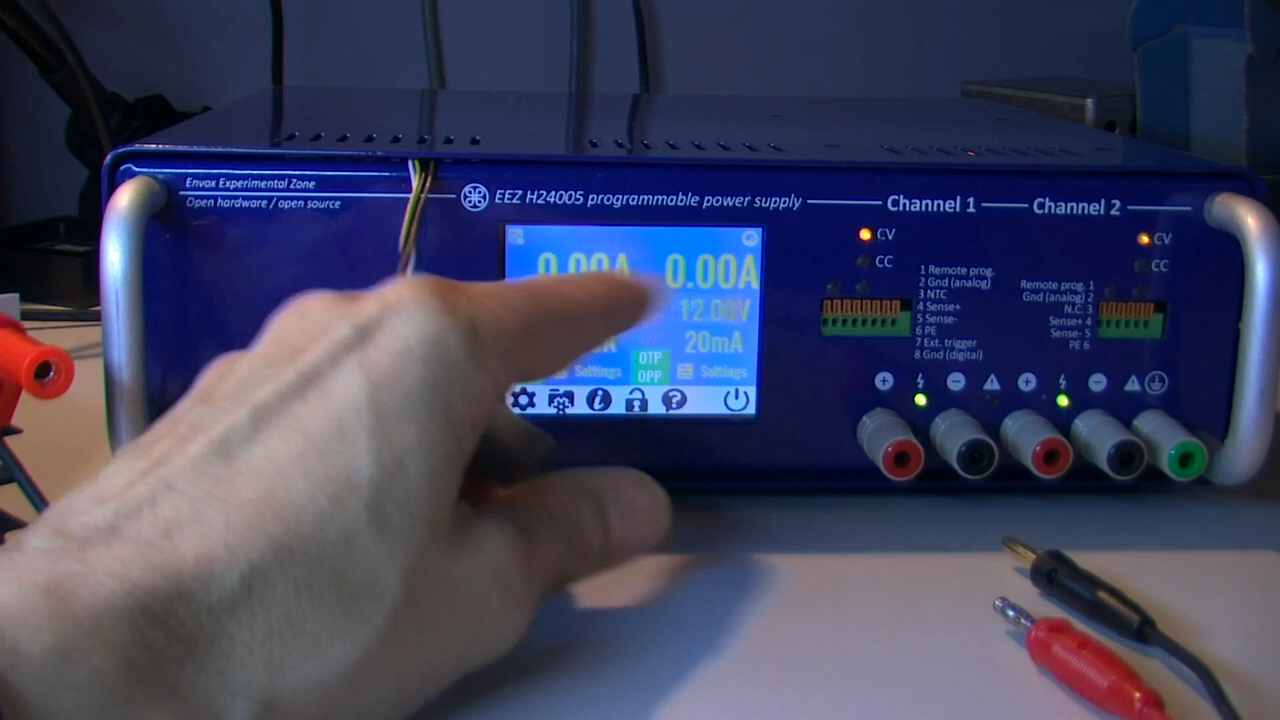 Envox Experimental Zone
Open hardware / open source
EEZ H24005 programmable power supply
Channel 1
Channel 2
CV
CC
CV
CC
1 Remote prog.
2 Gnd (analog)
3 NTC
4 Sense+
5 Sense-
6 PE
7 Ext. trigger
8 Gnd (digital)
Remote prog. 1
Gnd (analog) 2
N.C. 3
Sense+ 4
Sense- 5
PE 6
0.00A
0.00A
12.00V
20mA
OTP
OPP
Settings
Settings